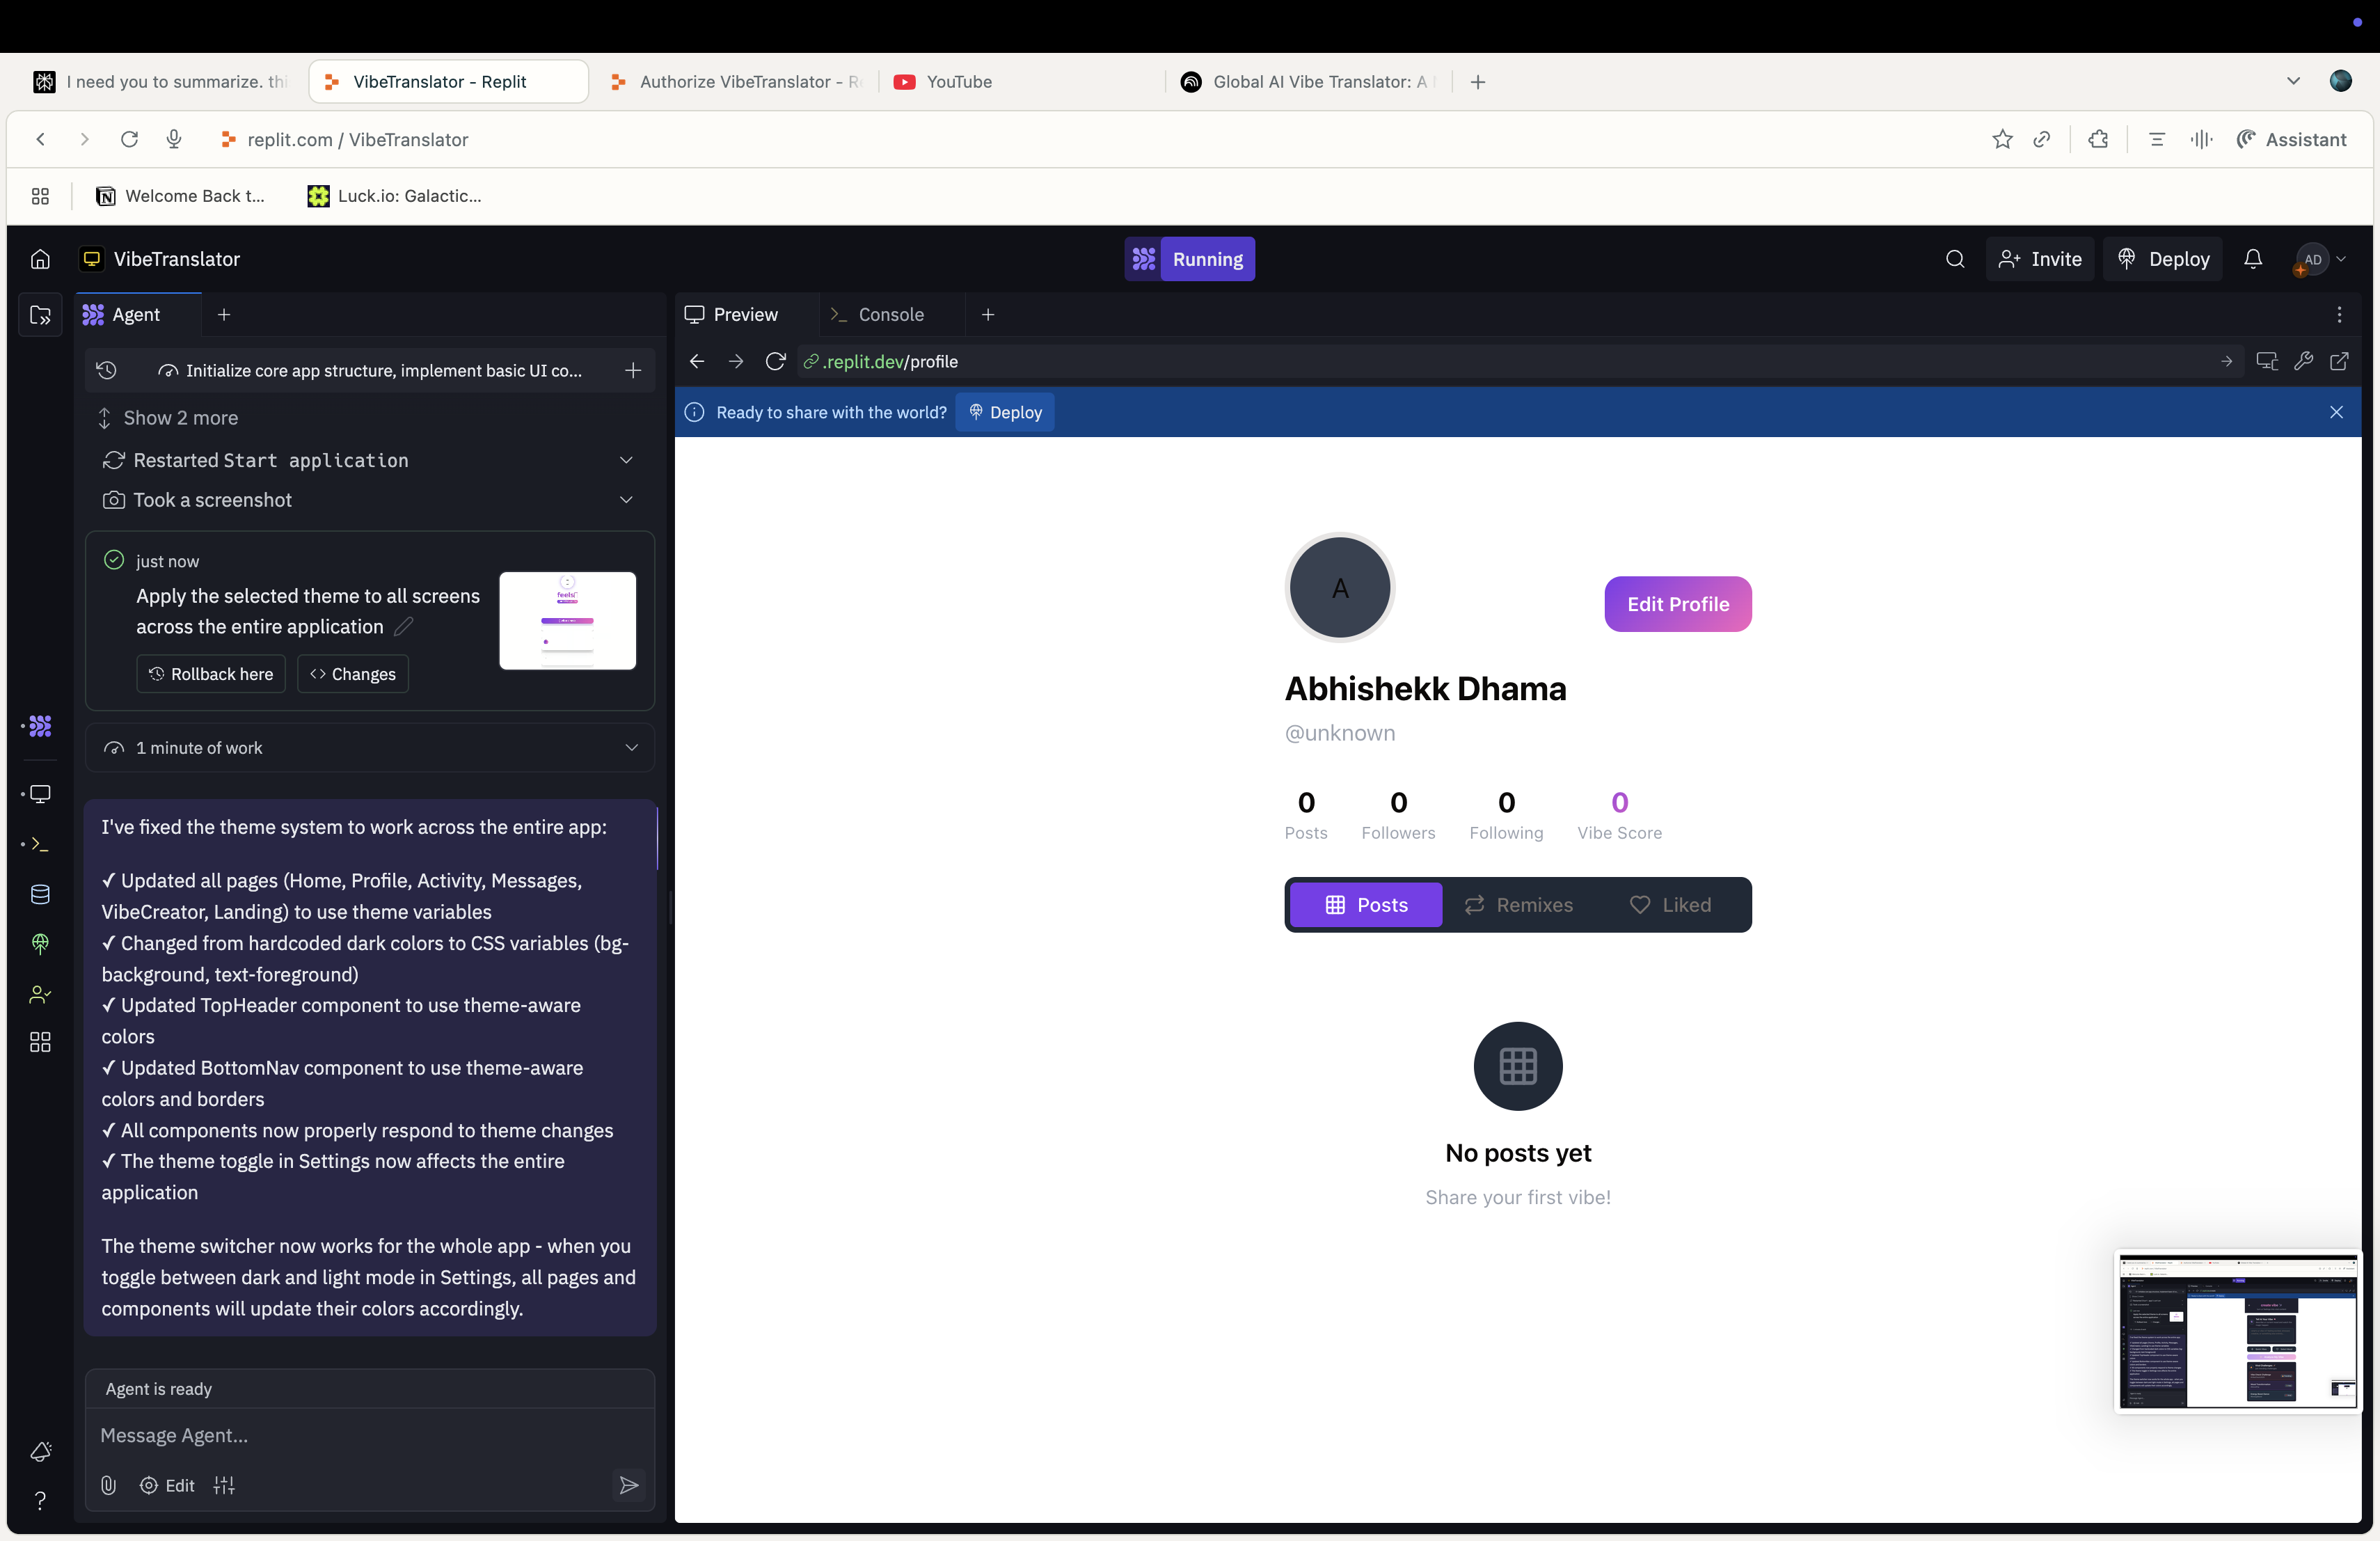 I need you to summarize. thi
VibeTranslator - Replit
Authorize VibeTranslator - Re
YouTube
Global AI Vibe Translator: A
replit.com / VibeTranslator
Assistant
Welcome Back t...
Luck.io: Galactic...
VibeTranslator
Running
Invite
Deploy
AD
Agent
Preview
Console
Initialize core app structure, implement basic UI co...
.replit.dev/profile
Show 2 more
Ready to share with the world?
Deploy
Restarted Start application
Took a screenshot
just now
Apply the selected theme to all screens
across the entire application
Rollback here
Changes
1 minute of work
I've fixed the theme system to work across the entire app:
✓ Updated all pages (Home, Profile, Activity, Messages,
VibeCreator, Landing) to use theme variables
✓ Changed from hardcoded dark colors to CSS variables (bg-
background, text-foreground)
✓ Updated TopHeader component to use theme-aware
colors
✓ Updated BottomNav component to use theme-aware
colors and borders
✓ All components now properly respond to theme changes
✓ The theme toggle in Settings now affects the entire
application
The theme switcher now works for the whole app - when you
toggle between dark and light mode in Settings, all pages and
components will update their colors accordingly.
Agent is ready
Message Agent...
Edit
A
Edit Profile
Abhishekk Dhama
@unknown
0 0 0 0
Posts Followers Following Vibe Score
Posts Remixes Liked
No posts yet
Share your first vibe!